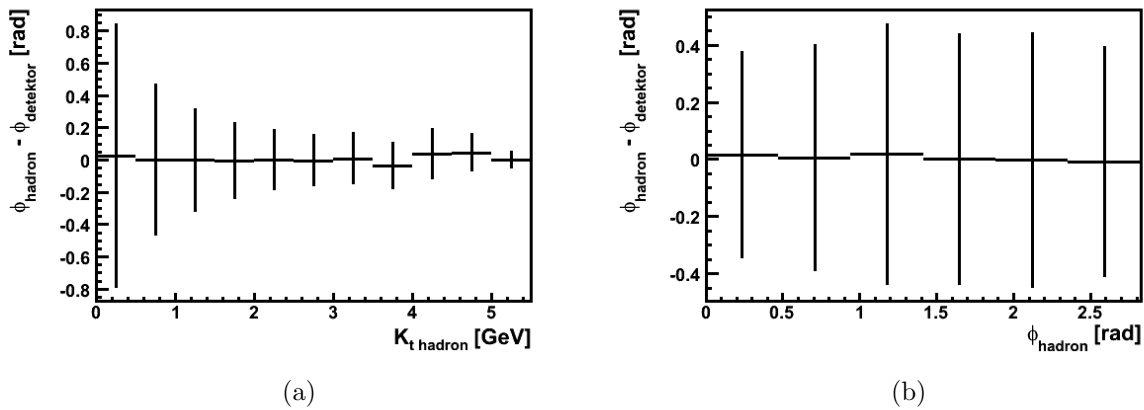 ϕhadron - ϕdetektor [rad]
0.8
0.6
0.4
0.2
0
-0.2
-0.4
-0.6
-0.8
0 1 2 3 4 5
Kt hadron [GeV]
(a)
ϕhadron - ϕdetektor [rad]
0.4
0.2
0
-0.2
-0.4
0 0.5 1 1.5 2 2.5
ϕhadron [rad]
(b)